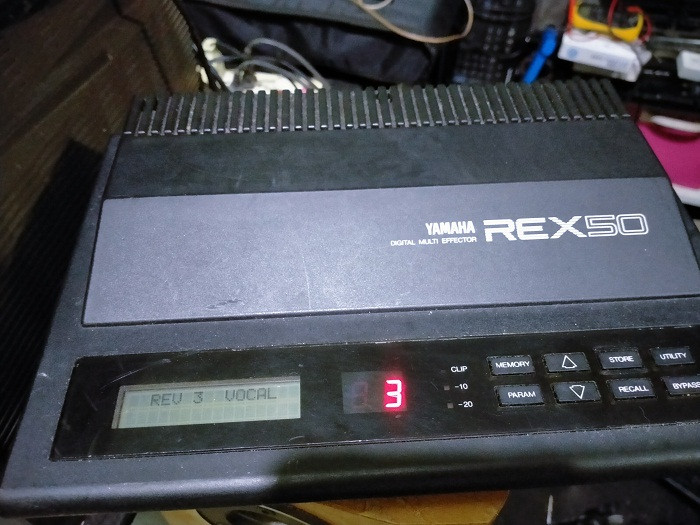 YAMAHA REX50
DIGITAL MULTI EFFECTOR
REV 3 VOCAL
3
CLIP
-10
-20
MEMORY STORE UTILITY
PARAM RECALL BYPASS